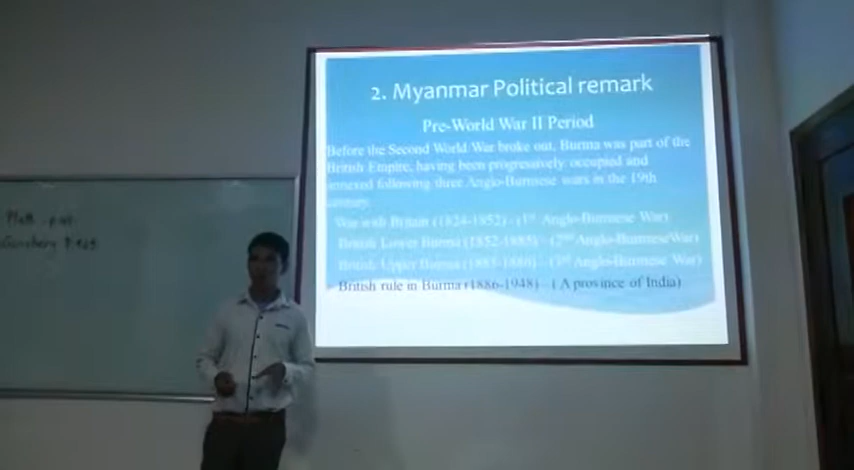 2. Myanmar Political remark
Pre-World War II Period
Before the Second World War broke out, Burma was part of the
British Empire, having been progressively occupied and
annexed following three Anglo-Burmese wars in the 19th
century.
War with Britain (1824-1852) - (1st Anglo-Burmese War)
British Lower Burma (1852-1885) - (2nd Anglo-BurmeseWar)
British Upper Burma (1885-1886) - (3rd Anglo-Burmese War)
British rule in Burma (1886-1948) - ( A province of India)